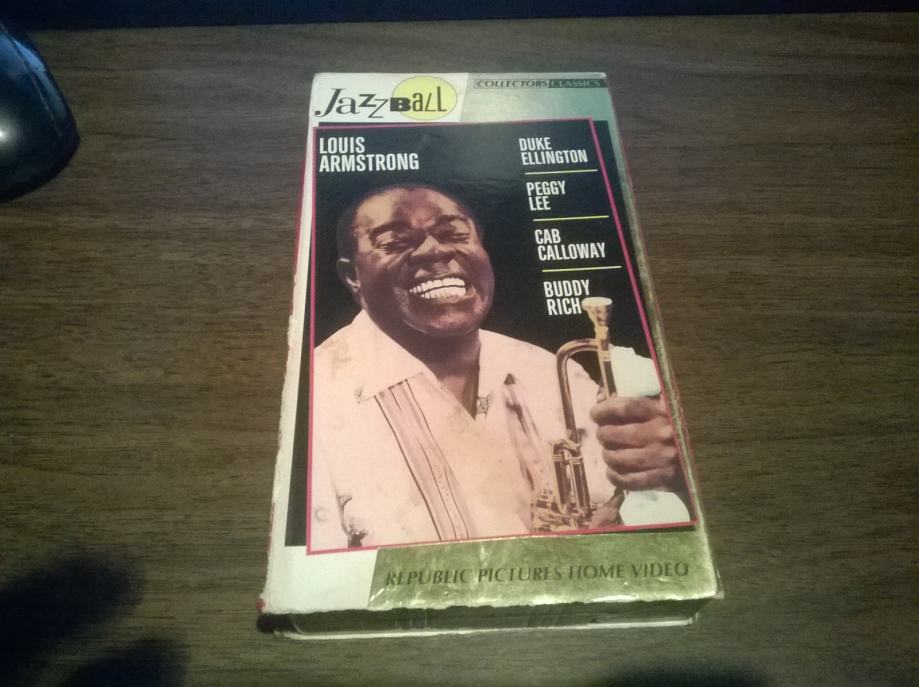 JazzBall
COLLECTORS CLASSICS
LOUIS
ARMSTRONG
DUKE
ELLINGTON
PEGGY
LEE
CAB
CALLOWAY
BUDDY
RICH
REPUBLIC PICTURES HOME VIDEO